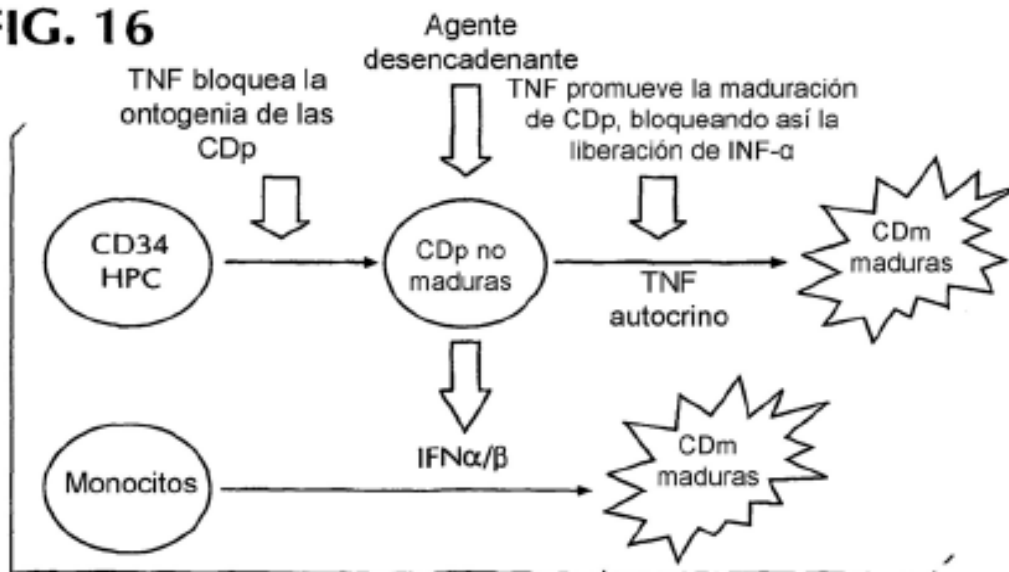 FIG. 16
Agente
desencadenante
TNF bloquea la
ontogenia de las
CDp
TNF promueve la maduración
de CDp, bloqueando así la
liberación de INF-α
CD34
HPC
CDp no
maduras
TNF
autocrino
CDm
maduras
Monocitos
IFNα/β
CDm
maduras